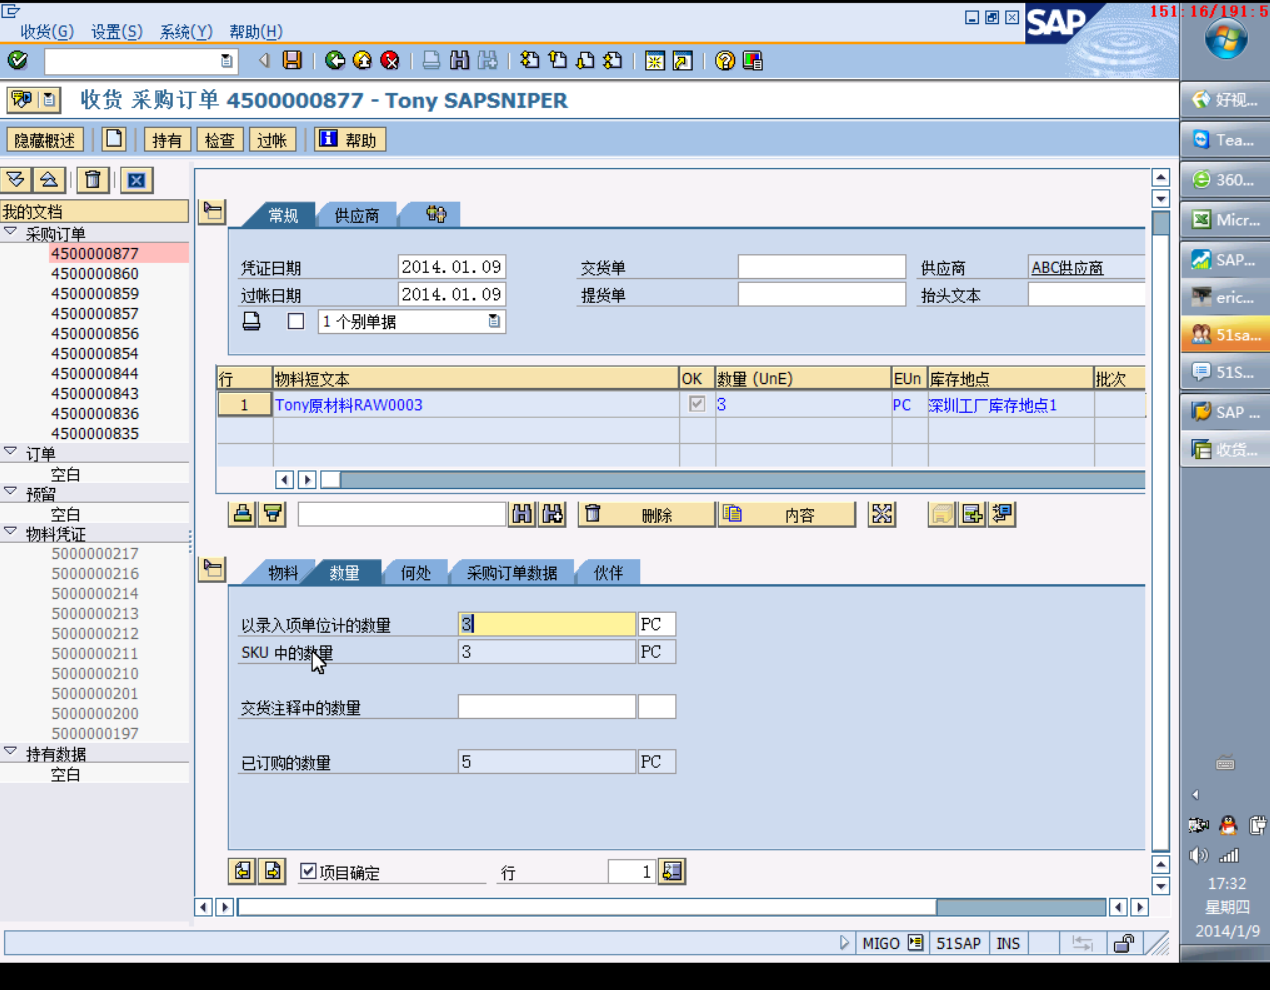 151:16/191:5
收货(G) 设置(S) 系统(Y) 帮助(H)
SAP
收货 采购订单 4500000877 - Tony SAPSNIPER
隐藏概述 持有 检查 过帐 帮助
我的文档
采购订单
4500000877
4500000860
4500000859
4500000857
4500000856
4500000854
4500000844
4500000843
4500000836
4500000835
订单
空白
预留
空白
物料凭证
5000000217
5000000216
5000000214
5000000213
5000000212
5000000211
5000000210
5000000201
5000000200
5000000197
持有数据
空白
常规 供应商
凭证日期 2014.01.09 交货单 供应商 ABC供应商
过帐日期 2014.01.09 提货单 抬头文本
1 个别单据
行 物料短文本 OK 数量 (UnE) EUn 库存地点 批次
1 Tony原材料RAW0003 3 PC 深圳工厂库存地点1
删除 内容
物料 数量 何处 采购订单数据 伙伴
以录入项单位计的数量 3 PC
SKU 中的数量 3 PC
交货注释中的数量
已订购的数量 5 PC
项目确定 行 1
MIGO 51SAP INS
好视...
Tea...
360...
Micr...
SAP...
eric...
51sa...
51S...
SAP ...
收货...
17:32
星期四
2014/1/9